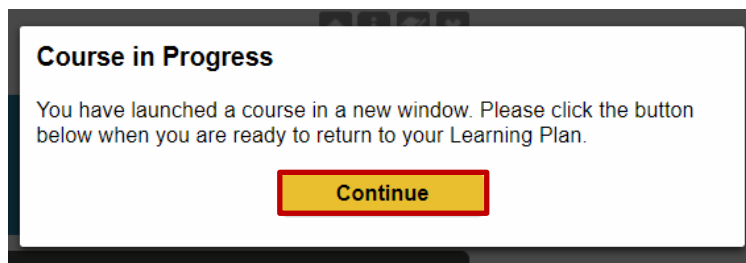 Course in Progress
You have launched a course in a new window. Please click the button
below when you are ready to return to your Learning Plan.
Continue